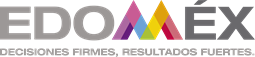 EDOMÉX
DECISIONES FIRMES, RESULTADOS FUERTES.